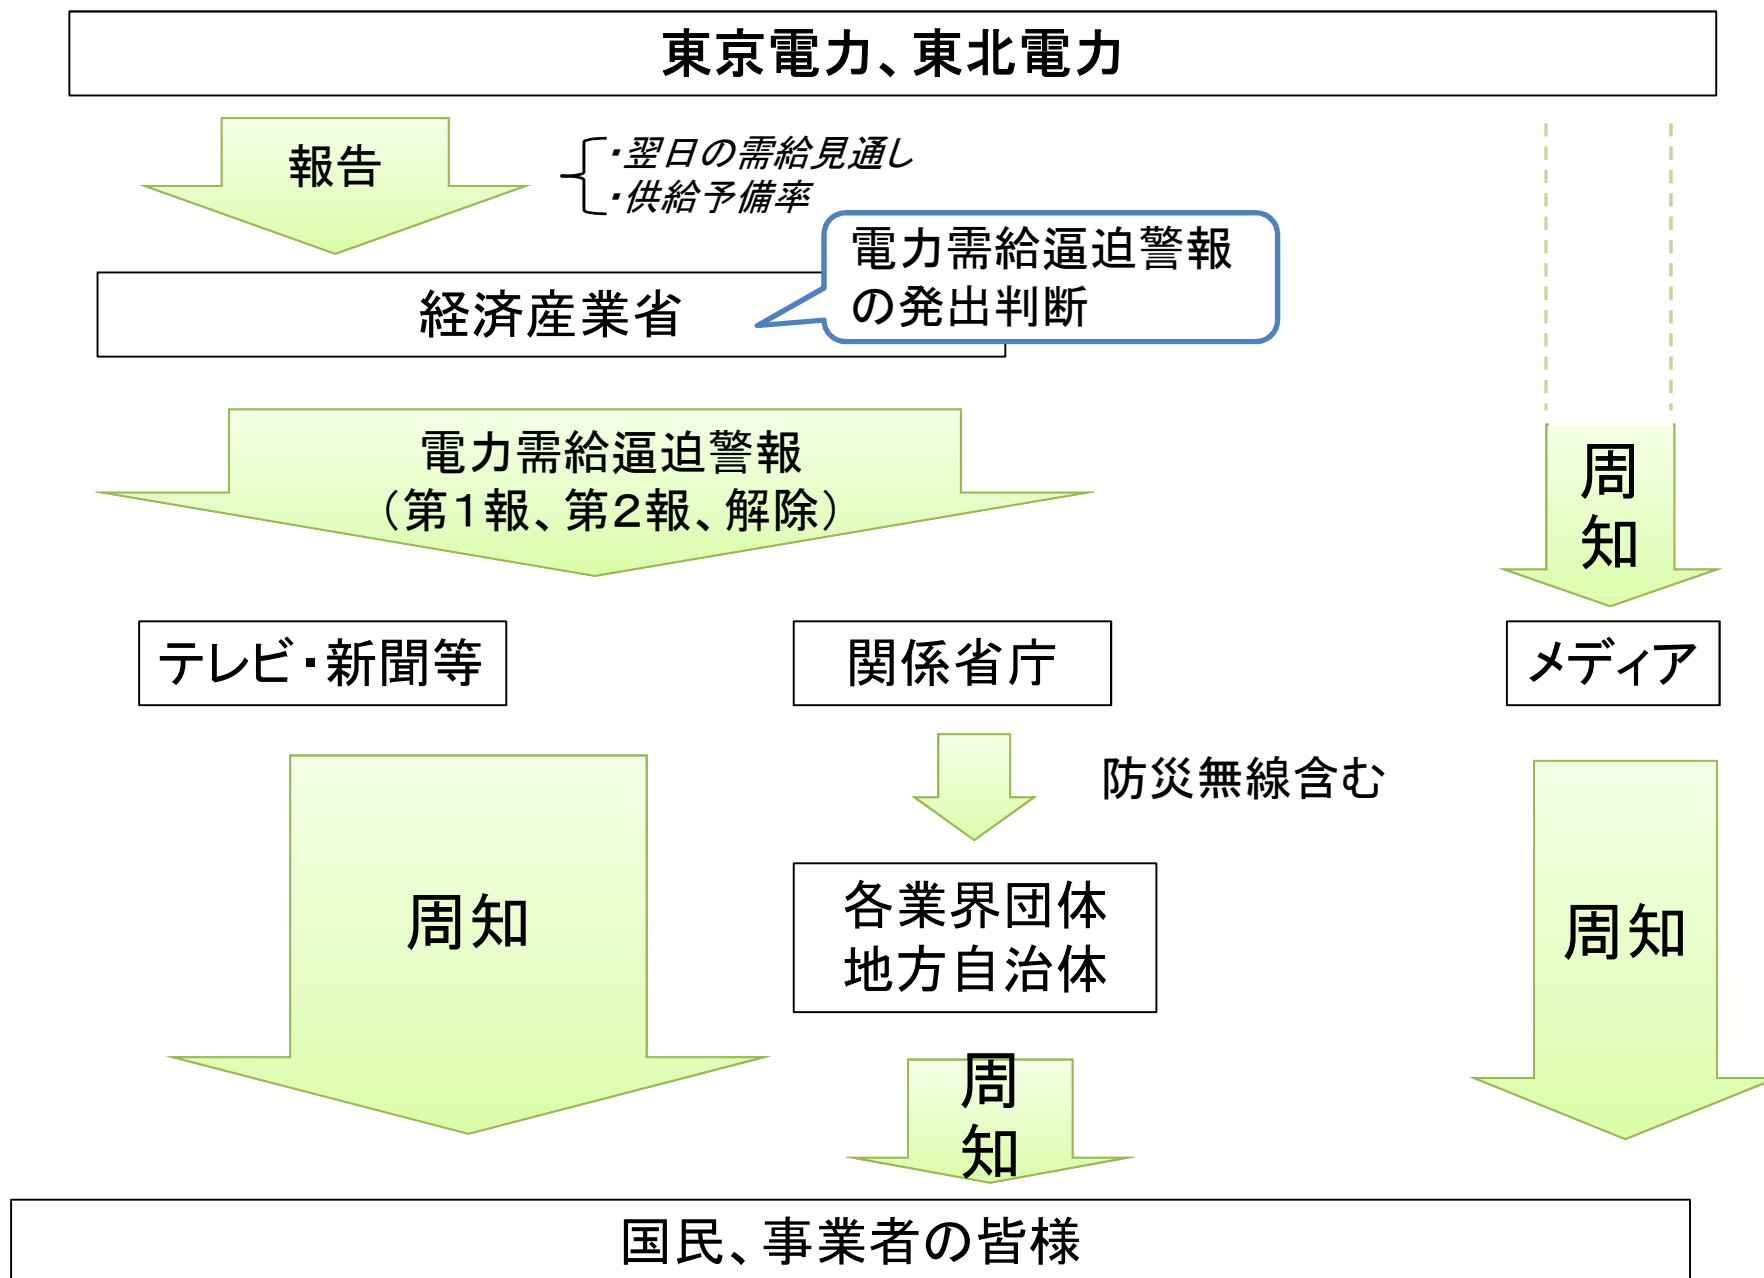 東京電力、東北電力
報告
・翌日の需給見通し
・供給予備率
電力需給逼迫警報
の発出判断
経済産業省
電力需給逼迫警報
（第１報、第２報、解除）
周
知
テレビ・新聞等
関係省庁
メディア
防災無線含む
周知
各業界団体
地方自治体
周知
周
知
国民、事業者の皆様